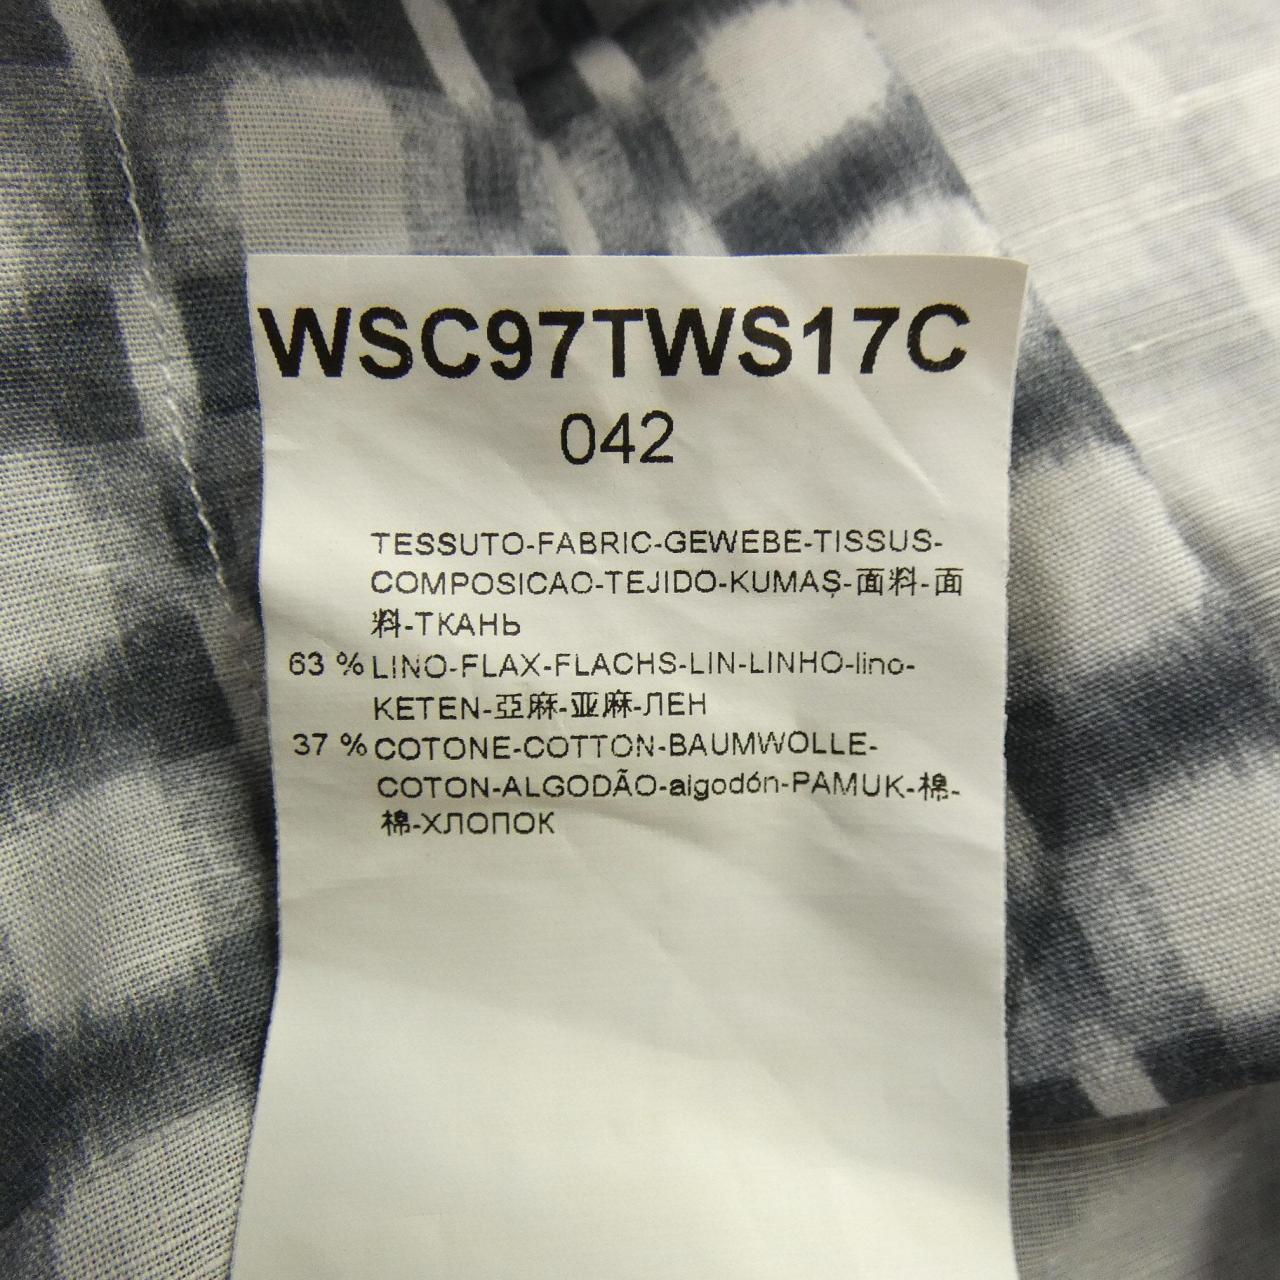 WSC97TWS17C
042
TESSUTO-FABRIC-GEWEBE-TISSUS-
COMPOSICAO-TEJIDO-KUMAŞ-面料-面
料-ТКАНЬ
63 % LINO-FLAX-FLACHS-LIN-LINHO-lino-
KETEN-亞麻-亚麻-ЛЕН
37 % COTONE-COTTON-BAUMWOLLE-
COTON-ALGODÃO-algodón-PAMUK-棉-
棉-ХЛОПОК